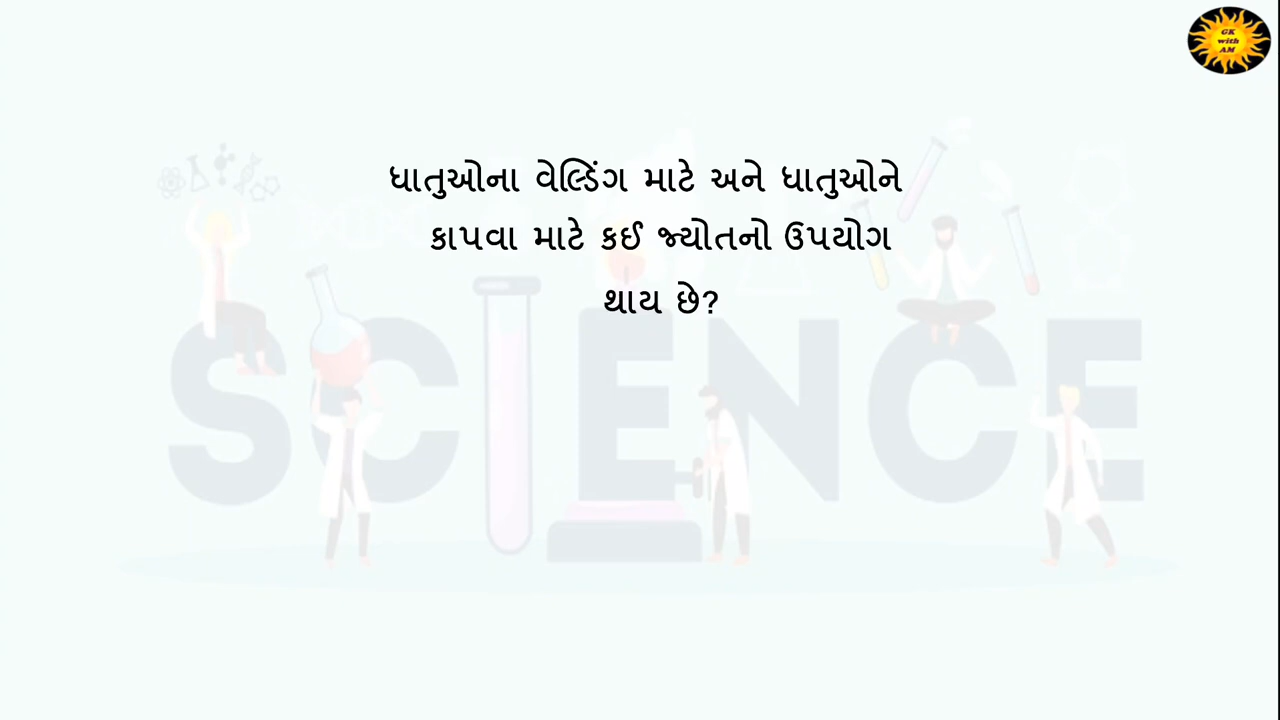 GK
with
AM
ધાતુઓના વેલ્ડિંગ માટે અને ધાતુઓને
કાપવા માટે કઈ જ્યોતનો ઉપયોગ
થાય છે?
SCIENCE